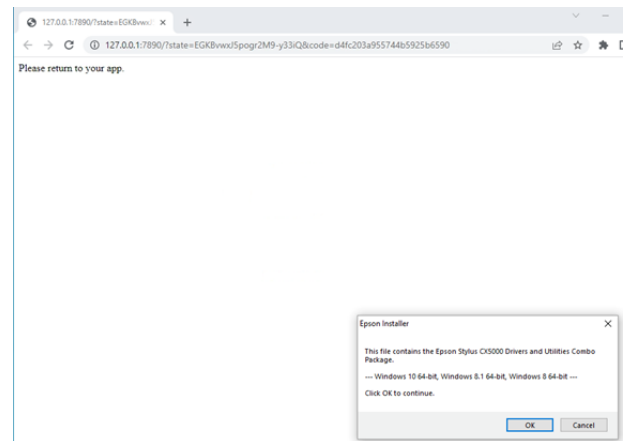 127.0.0.1:7890/?state=EGKBvwxJ
127.0.0.1:7890/?state=EGKBvwxJ5pogr2M9-y33iQ&code=d4fc203a955744b5925b6590
Please return to your app.
Epson Installer
This file contains the Epson Stylus CX5000 Drivers and Utilities Combo
Package.
--- Windows 10 64-bit, Windows 8.1 64-bit, Windows 8 64-bit ---
Click OK to continue.
OK Cancel